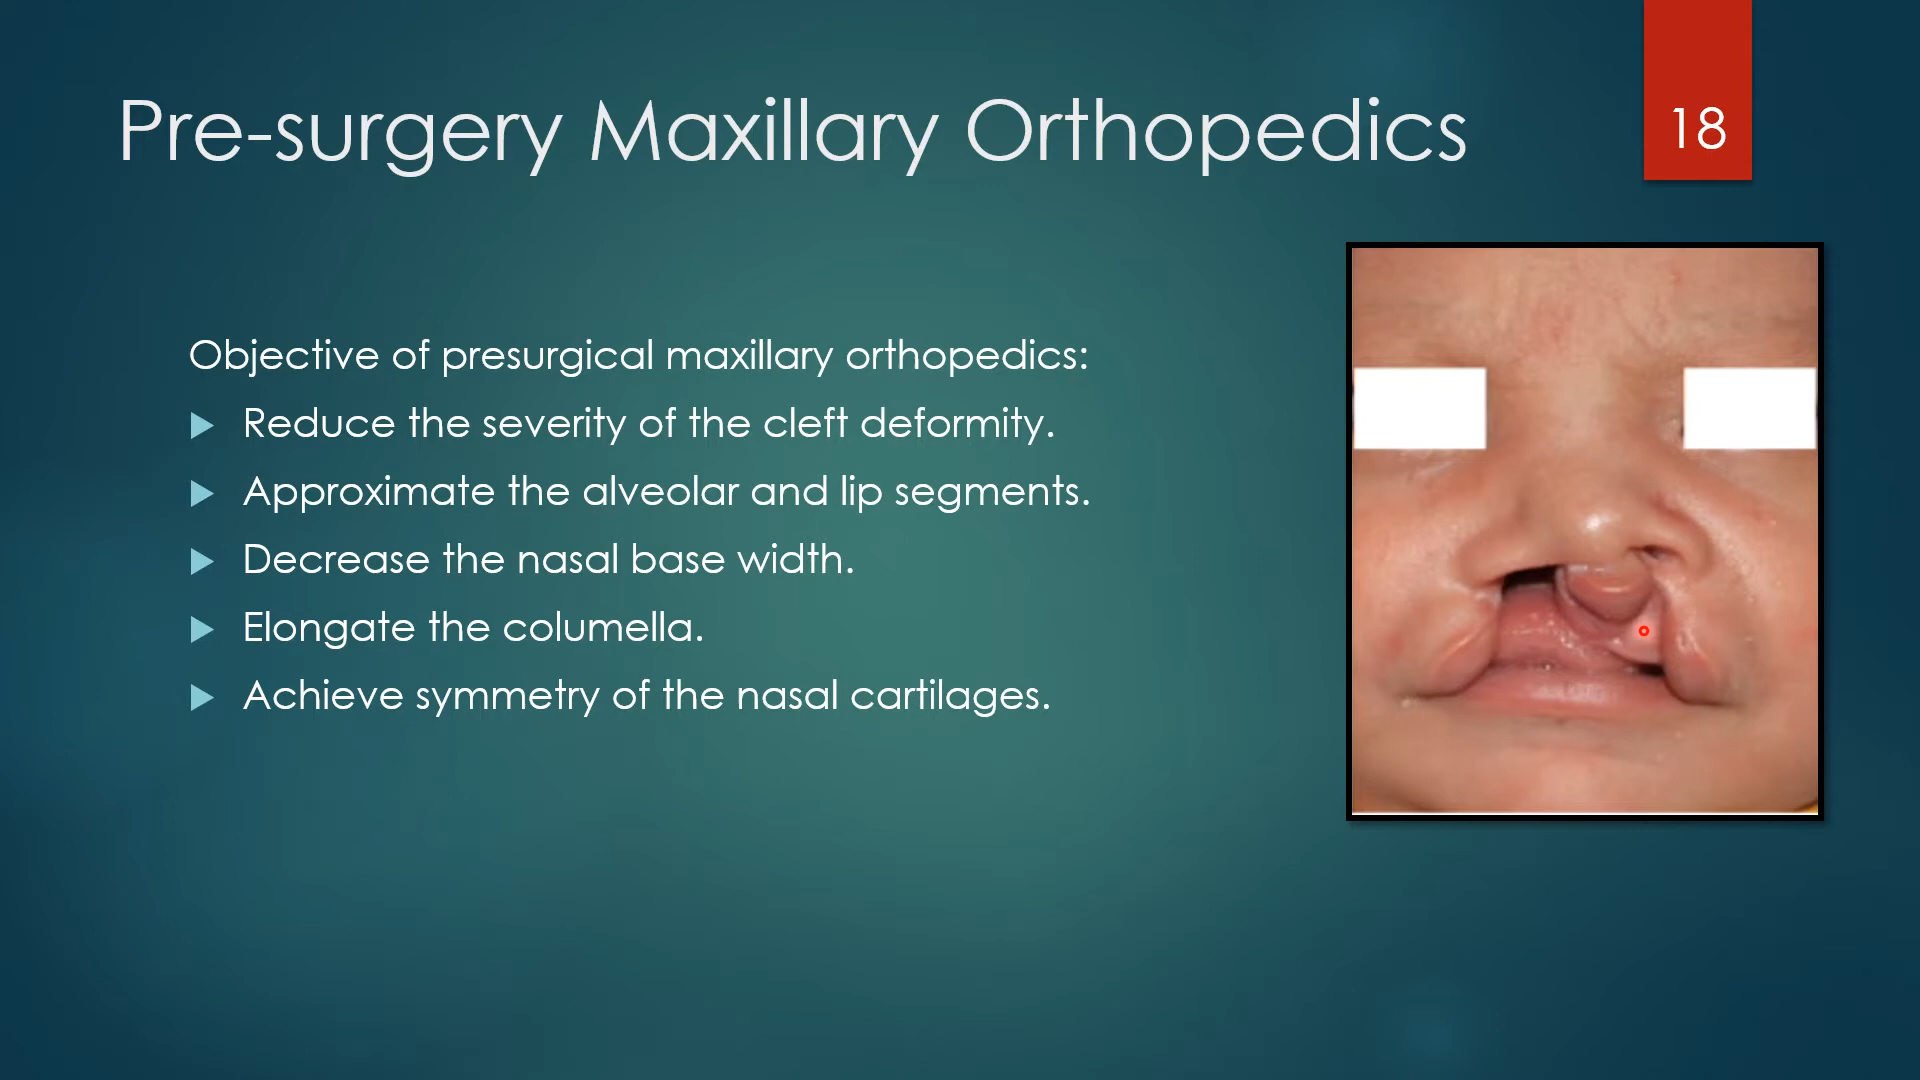 Pre-surgery Maxillary Orthopedics
18
Objective of presurgical maxillary orthopedics:
Reduce the severity of the cleft deformity.
Approximate the alveolar and lip segments.
Decrease the nasal base width.
Elongate the columella.
Achieve symmetry of the nasal cartilages.